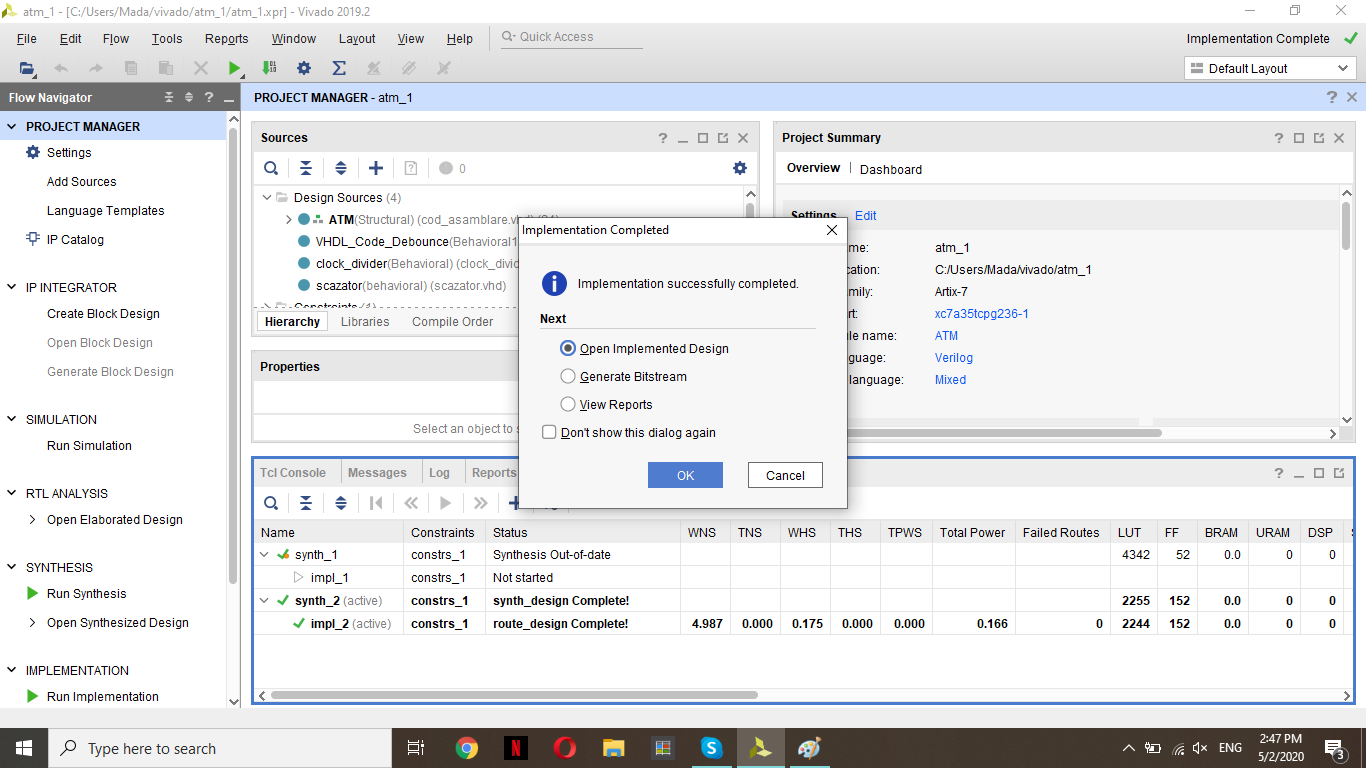 atm_1 - [C:/Users/Mada/vivado/atm_1/atm_1.xpr] - Vivado 2019.2
File Edit Flow Tools Reports Window Layout View Help Quick Access
Implementation Complete
Default Layout
Flow Navigator
PROJECT MANAGER
Settings
Add Sources
Language Templates
IP Catalog
IP INTEGRATOR
Create Block Design
Open Block Design
Generate Block Design
SIMULATION
Run Simulation
RTL ANALYSIS
Open Elaborated Design
SYNTHESIS
Run Synthesis
Open Synthesized Design
IMPLEMENTATION
Run Implementation
PROJECT MANAGER - atm_1
Sources
0
Design Sources (4)
ATM(Structural) (cod_asamblare.
VHDL_Code_Debounce(Behavioral1
clock_divider(Behavioral) (clock_divid
scazator(behavioral) (scazator.vhd)
Constraints (1)
Hierarchy Libraries Compile Order
Properties
Select an object to
Project Summary
Overview | Dashboard
Settings Edit
me: atm_1
cation: C:/Users/Mada/vivado/atm_1
mily: Artix-7
rt: xc7a35tcpg236-1
le name: ATM
guage: Verilog
language: Mixed
Implementation Completed
Implementation successfully completed.
Next
Open Implemented Design
Generate Bitstream
View Reports
Don't show this dialog again
OK Cancel
Tcl Console Messages Log Reports
Name Constraints Status WNS TNS WHS THS TPWS Total Power Failed Routes LUT FF BRAM URAM DSP
synth_1 constrs_1 Synthesis Out-of-date 4342 52 0.0 0 0
impl_1 constrs_1 Not started
synth_2 (active) constrs_1 synth_design Complete! 2255 152 0.0 0 0
impl_2 (active) constrs_1 route_design Complete! 4.987 0.000 0.175 0.000 0.000 0.166 0 2244 152 0.0 0 0
Type here to search
ENG
2:47 PM
5/2/2020
3